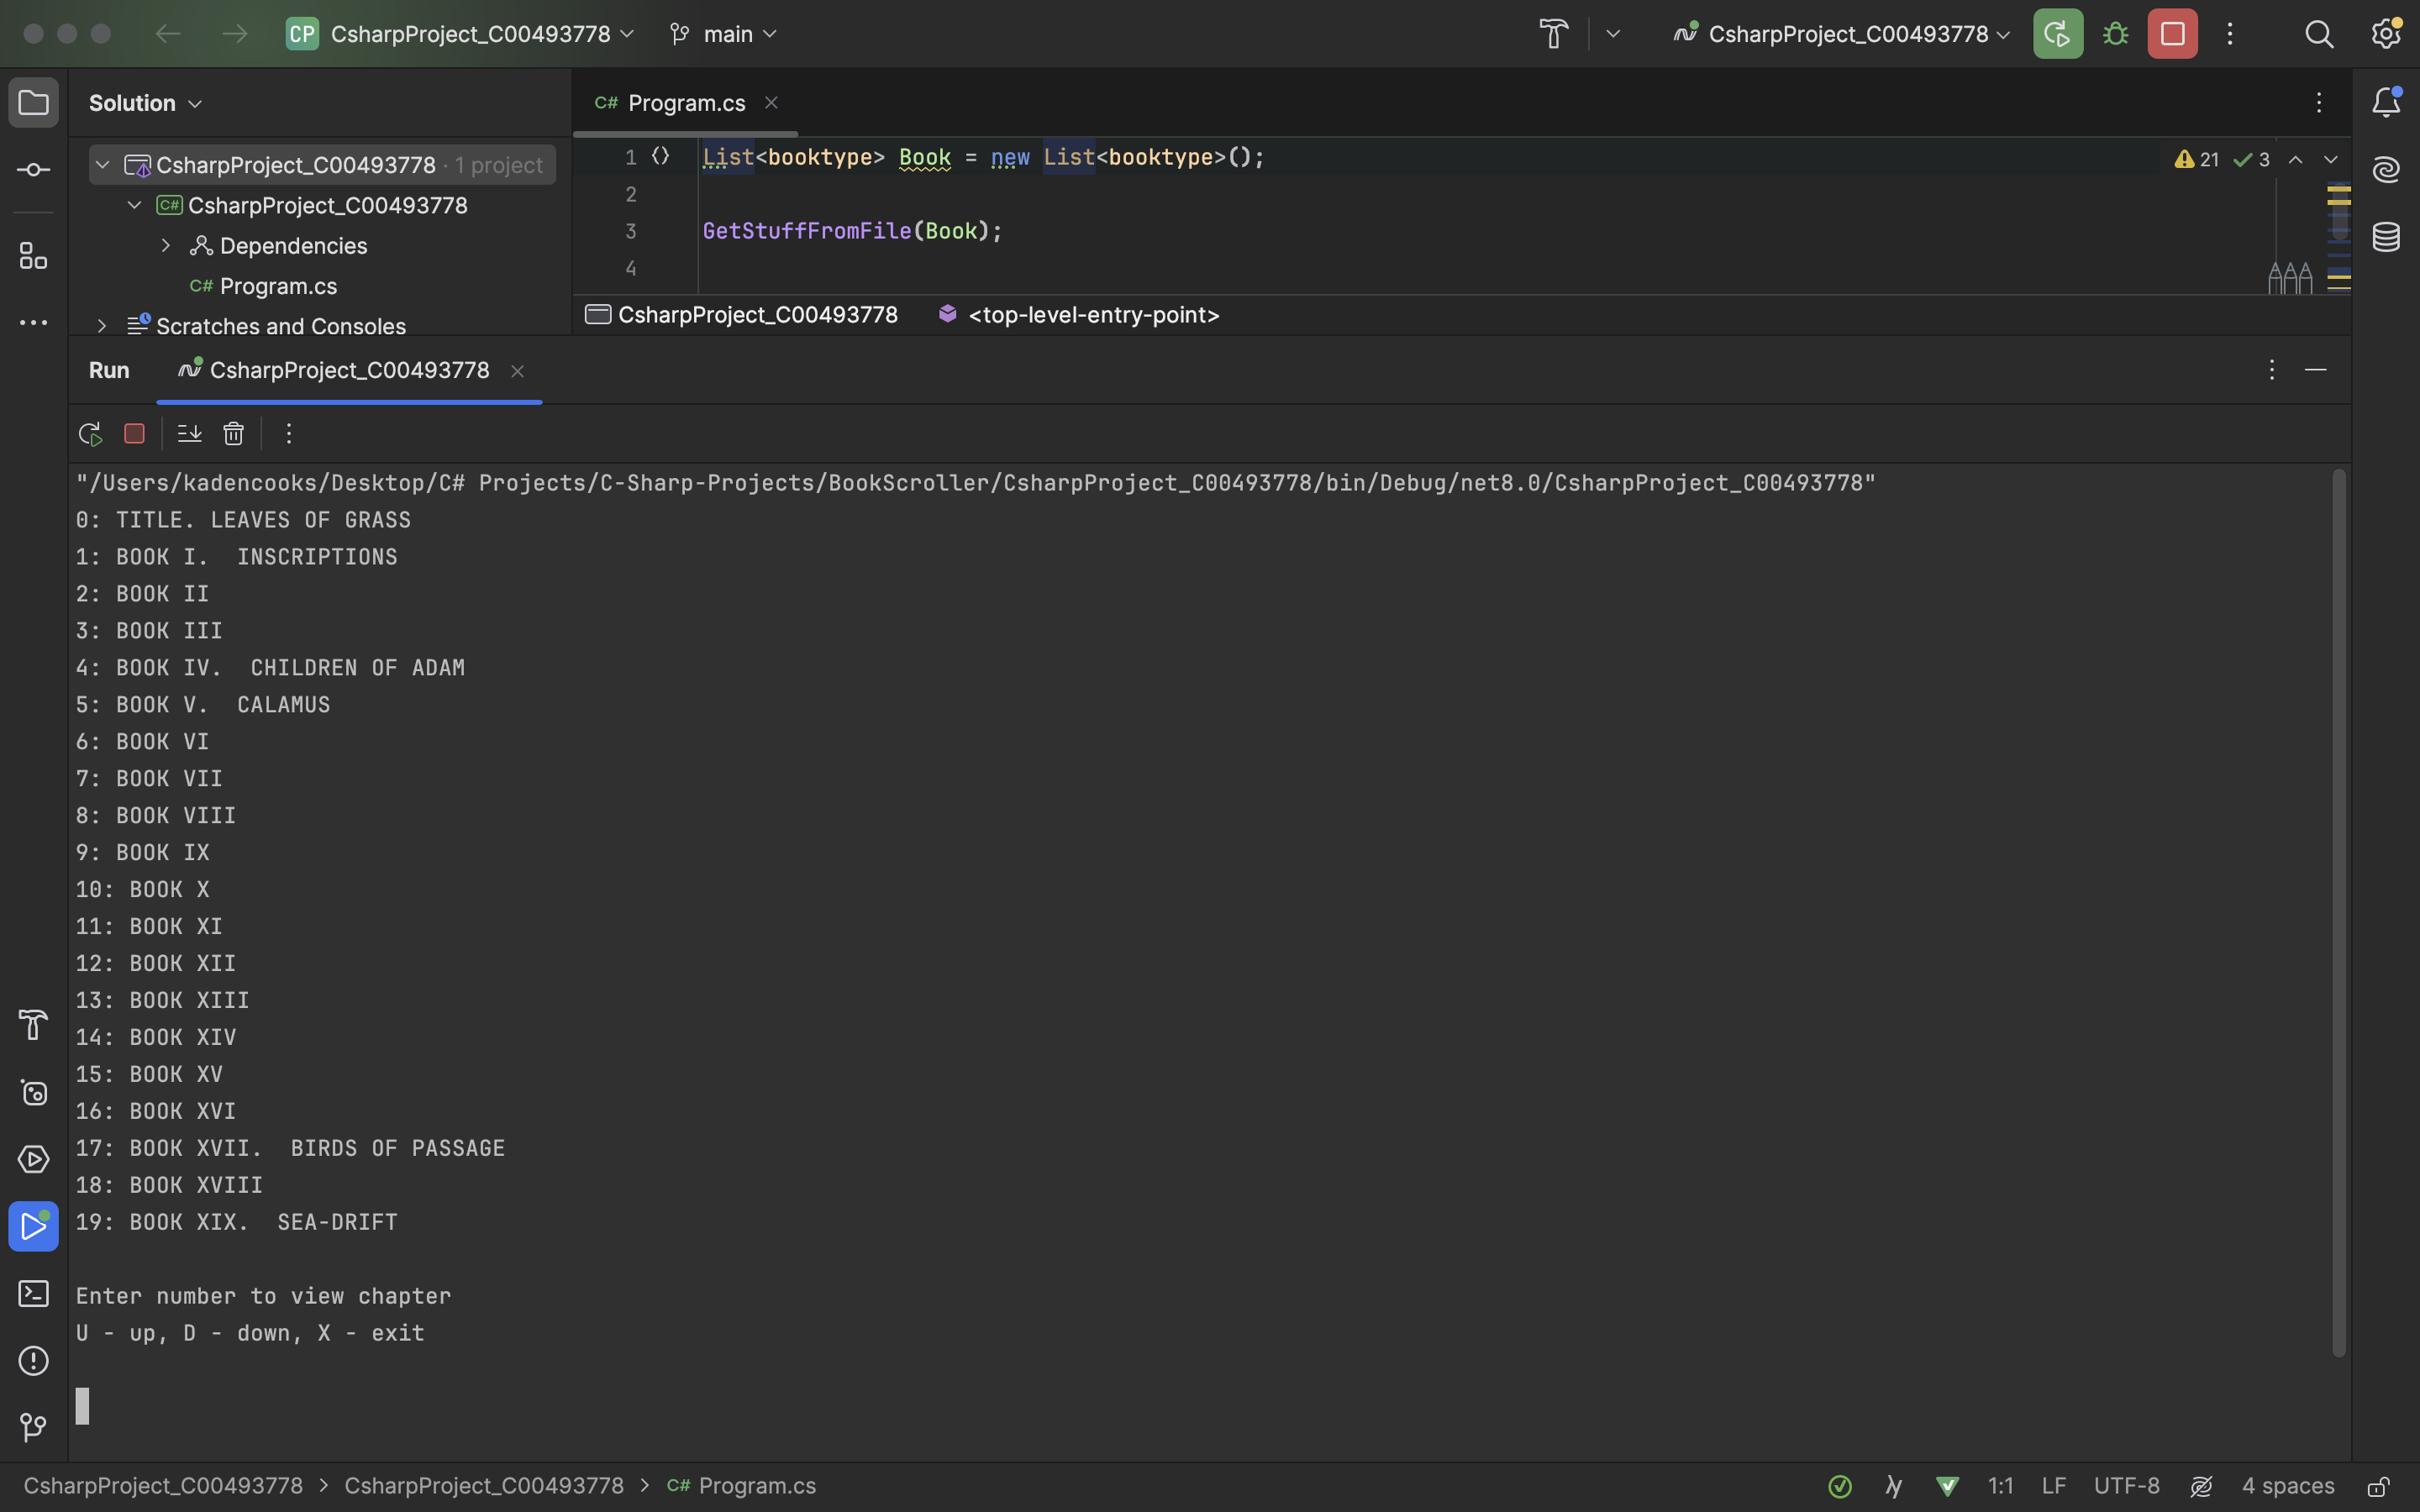 CP CsharpProject_C00493778 main CsharpProject_C00493778
Solution
C# Program.cs
CsharpProject_C00493778 · 1 project
C# CsharpProject_C00493778
Dependencies
C# Program.cs
Scratches and Consoles
1 List<booktype> Book = new List<booktype>();
21 3
2
3 GetStuffFromFile(Book);
4
CsharpProject_C00493778 <top-level-entry-point>
Run CsharpProject_C00493778
"/Users/kadencooks/Desktop/C# Projects/C-Sharp-Projects/BookScroller/CsharpProject_C00493778/bin/Debug/net8.0/CsharpProject_C00493778"
0: TITLE. LEAVES OF GRASS
1: BOOK I.  INSCRIPTIONS
2: BOOK II
3: BOOK III
4: BOOK IV.  CHILDREN OF ADAM
5: BOOK V.  CALAMUS
6: BOOK VI
7: BOOK VII
8: BOOK VIII
9: BOOK IX
10: BOOK X
11: BOOK XI
12: BOOK XII
13: BOOK XIII
14: BOOK XIV
15: BOOK XV
16: BOOK XVI
17: BOOK XVII.  BIRDS OF PASSAGE
18: BOOK XVIII
19: BOOK XIX.  SEA-DRIFT
Enter number to view chapter
U - up, D - down, X - exit
CsharpProject_C00493778 > CsharpProject_C00493778 > C# Program.cs
1:1 LF UTF-8 4 spaces